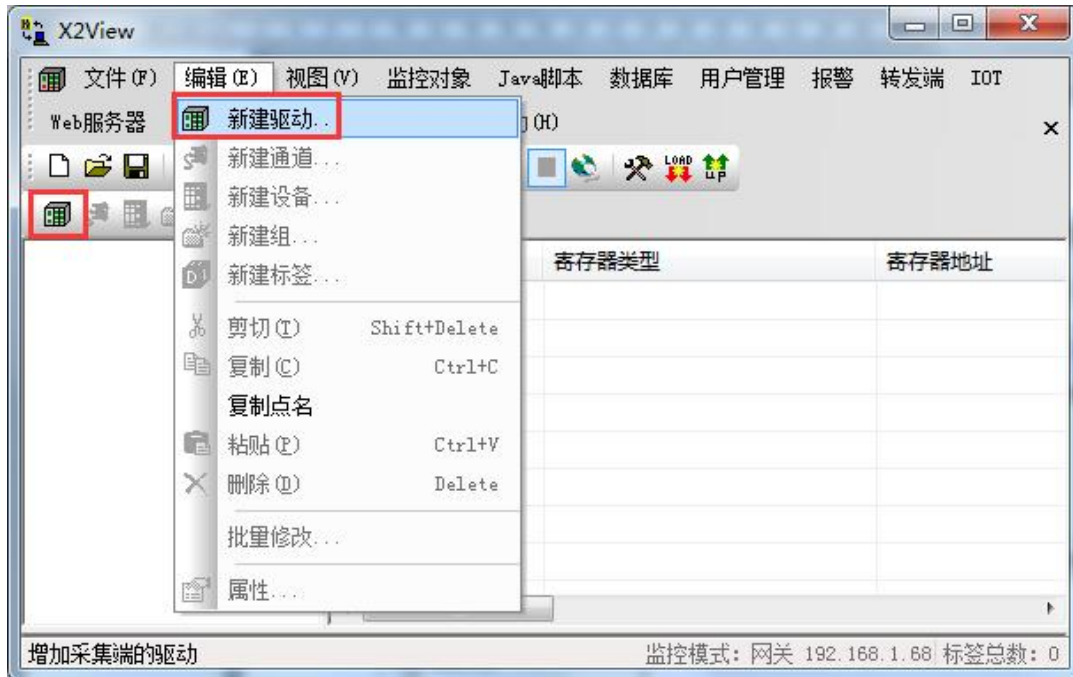 X2View
文件(F) 编辑(E) 视图(V) 监控对象 Java脚本 数据库 用户管理 报警 转发端 IOT
Web服务器 (H)
新建驱动...
新建通道...
LOAD UP
新建设备...
新建组...
寄存器类型 寄存器地址
新建标签...
剪切(T) Shift+Delete
复制(C) Ctrl+C
复制点名
粘贴(P) Ctrl+V
删除(D) Delete
批量修改...
属性...
增加采集端的驱动 监控模式: 网关 192.168.1.68 标签总数: 0